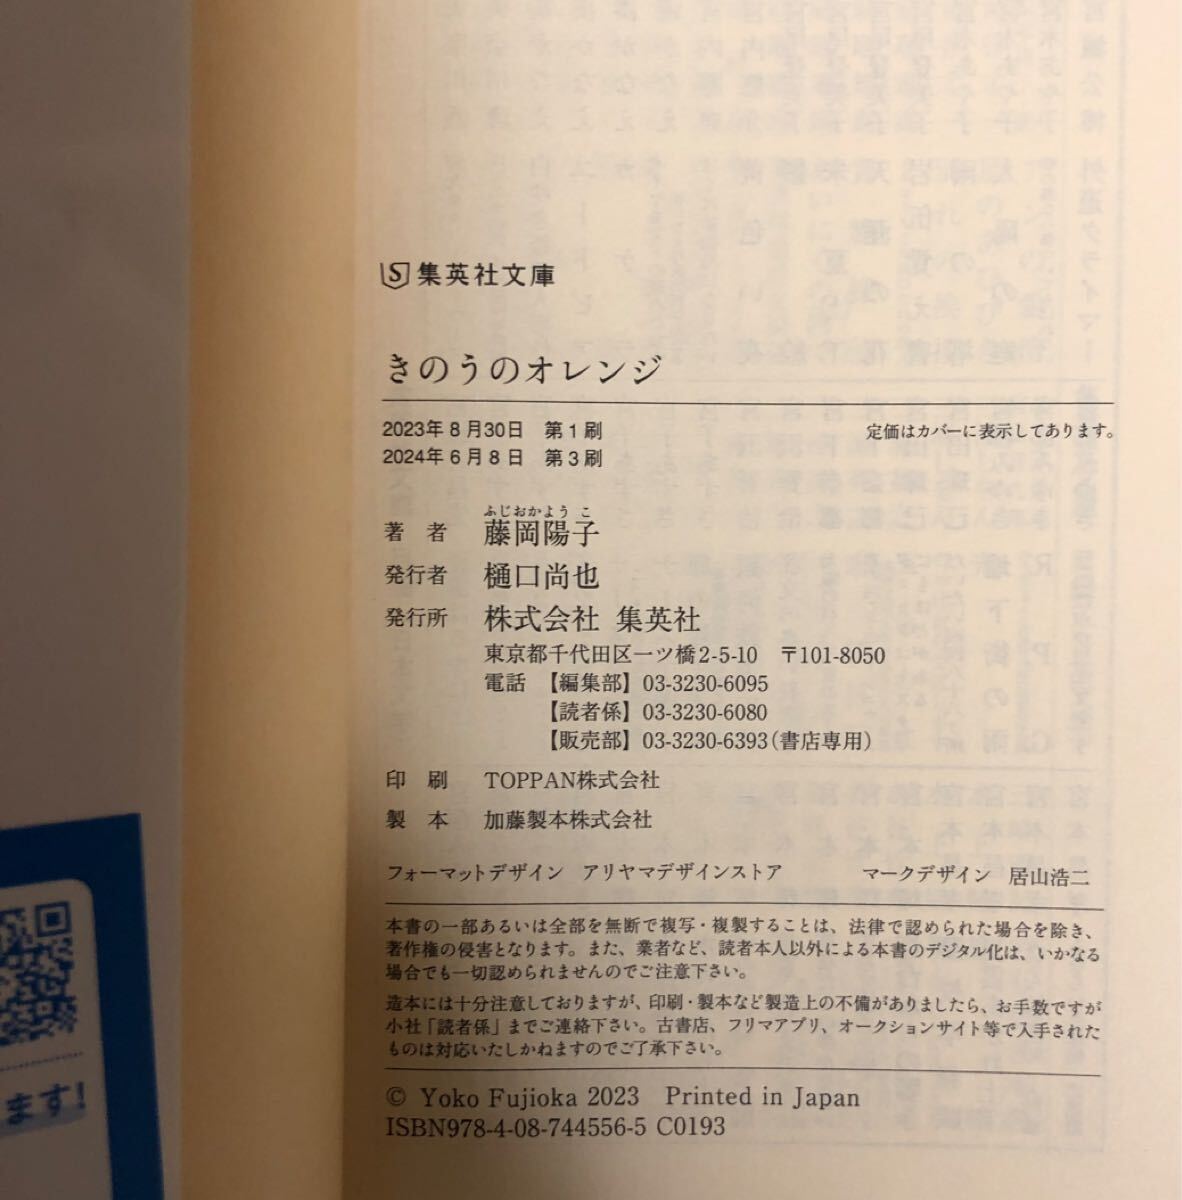 S 集英社文庫
きのうのオレンジ
2023年8月30日 第1刷
2024年6月8日 第3刷
定価はカバーに表示してあります。
ふじおかようこ
著者 藤岡陽子
発行者 樋口尚也
発行所 株式会社 集英社
東京都千代田区一ツ橋2-5-10 〒101-8050
電話 【編集部】03-3230-6095
【読者係】03-3230-6080
【販売部】03-3230-6393(書店専用)
印刷 TOPPAN株式会社
製本 加藤製本株式会社
フォーマットデザイン アリヤマデザインストア マークデザイン 居山浩二
本書の一部あるいは全部を無断で複写・複製することは、法律で認められた場合を除き、
著作権の侵害となります。また、業者など、読者本人以外による本書のデジタル化は、いかなる
場合でも一切認められませんのでご注意下さい。
造本には十分注意しておりますが、印刷・製本など製造上の不備がありましたら、お手数ですが
小社「読者係」までご連絡下さい。古書店、フリマアプリ、オークションサイト等で入手された
ものは対応いたしかねますのでご了承下さい。
© Yoko Fujioka 2023 Printed in Japan
ISBN978-4-08-744556-5 C0193
ます!